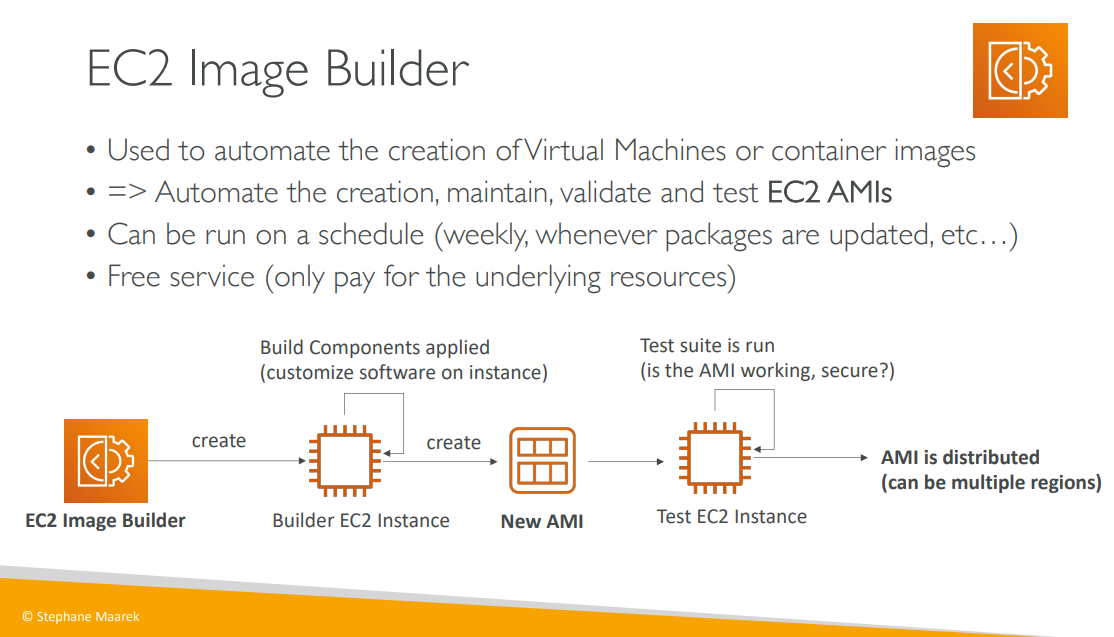 EC2 Image Builder
• Used to automate the creation of Virtual Machines or container images
• => Automate the creation, maintain, validate and test EC2 AMIs
• Can be run on a schedule (weekly, whenever packages are updated, etc…)
• Free service (only pay for the underlying resources)
Build Components applied
(customize software on instance)
Test suite is run
(is the AMI working, secure?)
create
create
AMI is distributed
(can be multiple regions)
EC2 Image Builder
Builder EC2 Instance
New AMI
Test EC2 Instance
© Stephane Maarek